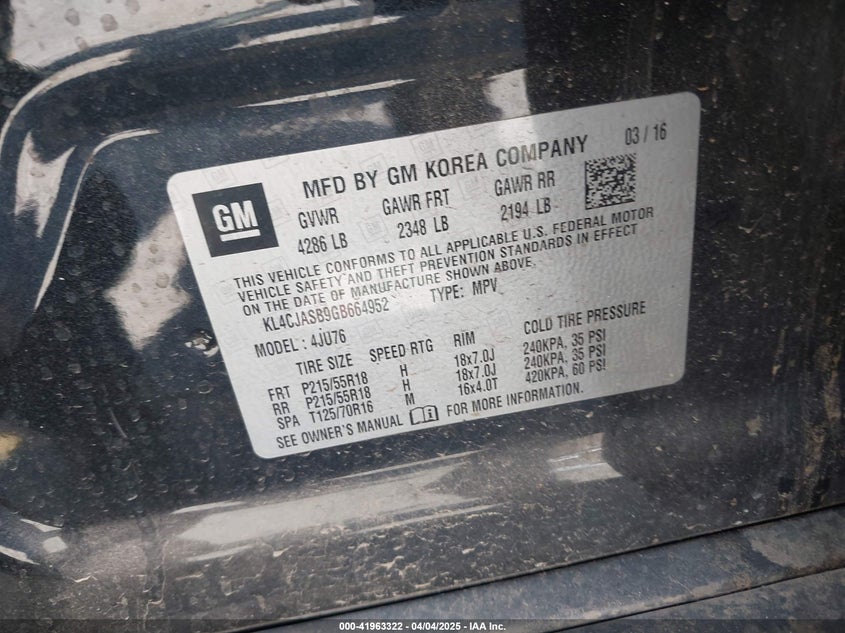 GM
MFD BY GM KOREA COMPANY 03 / 16
GVWR GAWR FRT GAWR RR
4286 LB 2348 LB 2194 LB
THIS VEHICLE CONFORMS TO ALL APPLICABLE U.S. FEDERAL MOTOR
VEHICLE SAFETY AND THEFT PREVENTION STANDARDS IN EFFECT
ON THE DATE OF MANUFACTURE SHOWN ABOVE.
KL4CJASB9GB664952 TYPE: MPV
MODEL: 4JU76
TIRE SIZE SPEED RTG RIM COLD TIRE PRESSURE
FRT P215/55R18 H 18x7.0J 240KPA, 35 PSI
RR P215/55R18 H 18x7.0J 240KPA, 35 PSI
SPA T125/70R16 M 16x4.0T 420KPA, 60 PSI
SEE OWNER'S MANUAL FOR MORE INFORMATION.
000-41963322 - 04/04/2025 - IAA Inc.